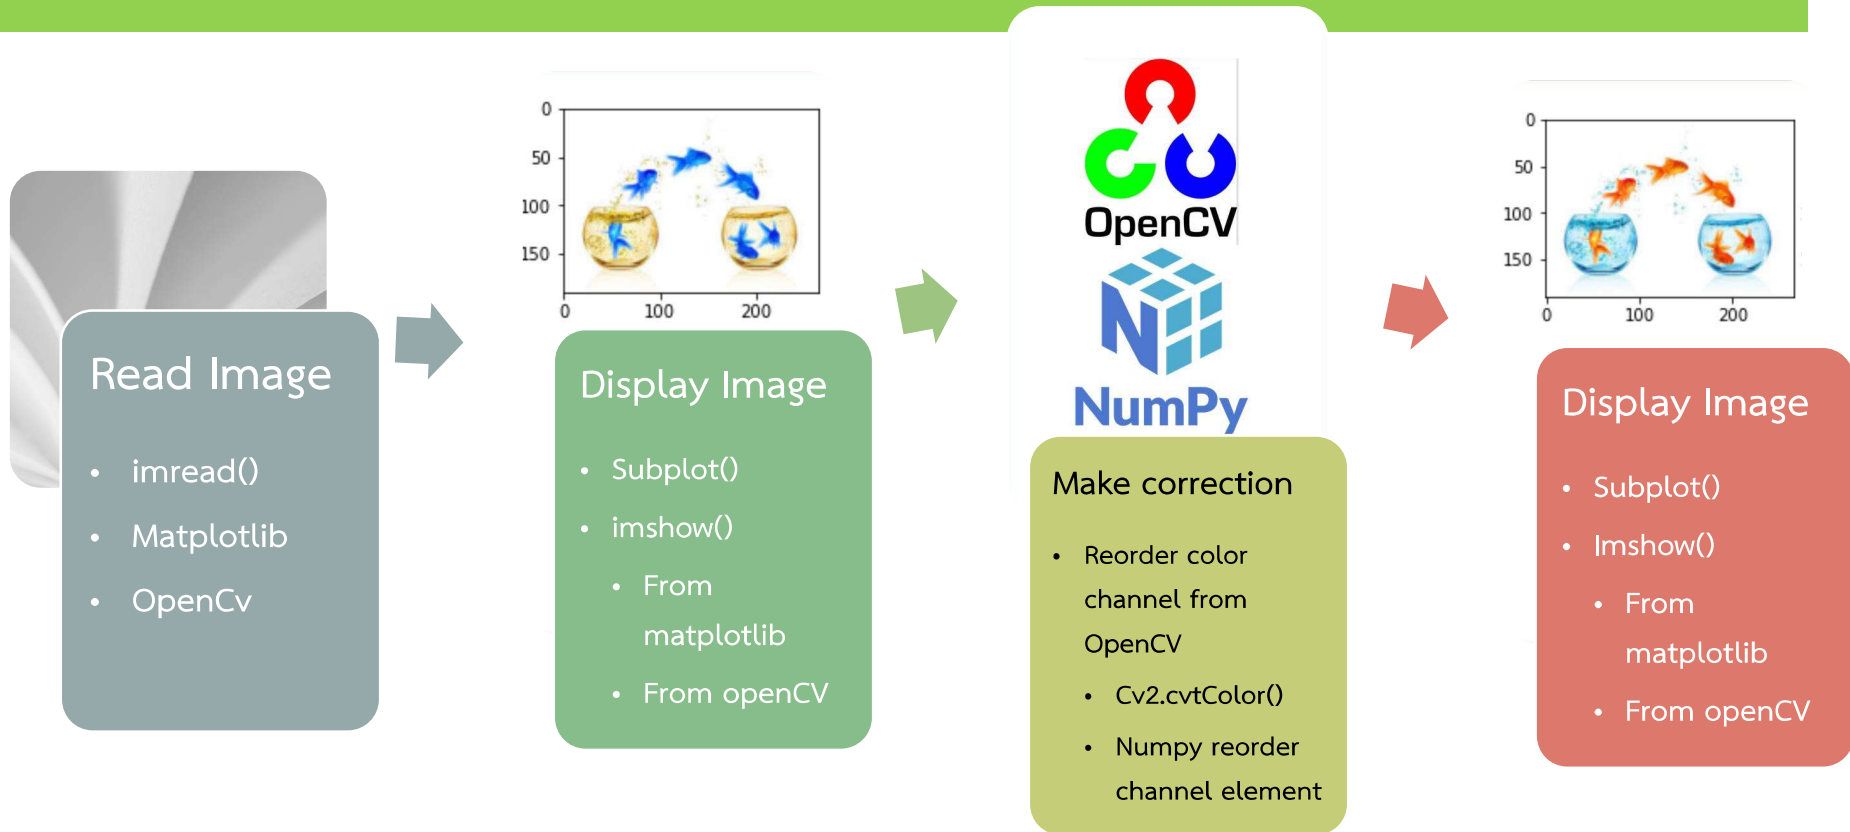 Read Image
• imread()
• Matplotlib
• OpenCv
0
50
100
150
0 100 200
Display Image
• Subplot()
• imshow()
• From
matplotlib
• From openCV
OpenCV
NumPy
Make correction
• Reorder color
channel from
OpenCV
• Cv2.cvtColor()
• Numpy reorder
channel element
0
50
100
150
0 100 200
Display Image
• Subplot()
• Imshow()
• From
matplotlib
• From openCV